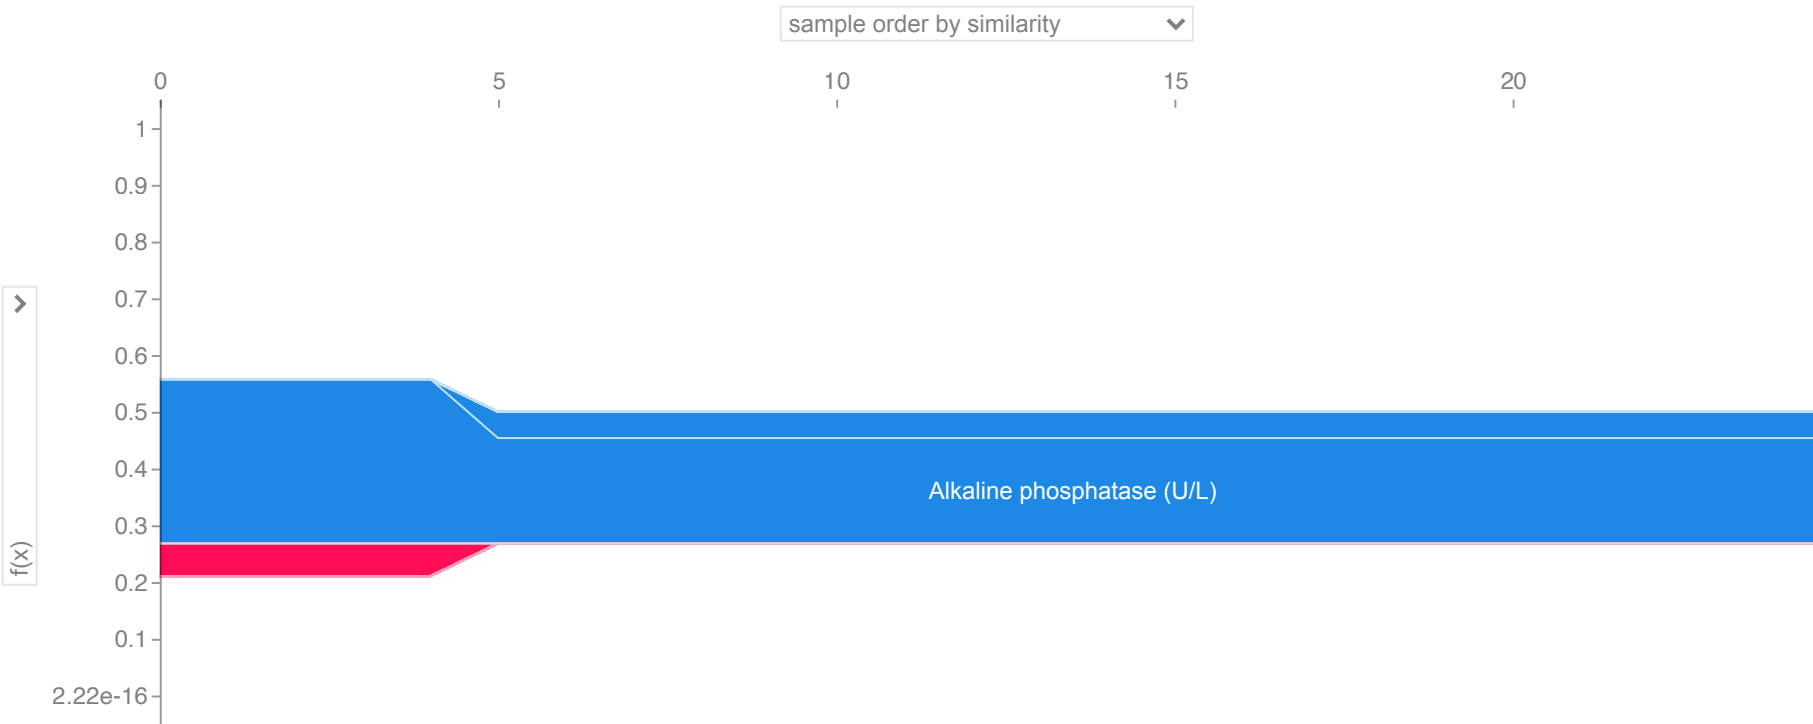 sample order by similarity
0 5 10 15 20
1
0.9
0.8
0.7
0.6
0.5
0.4
0.3
0.2
0.1
2.22e-16
f(x)
Alkaline phosphatase (U/L)